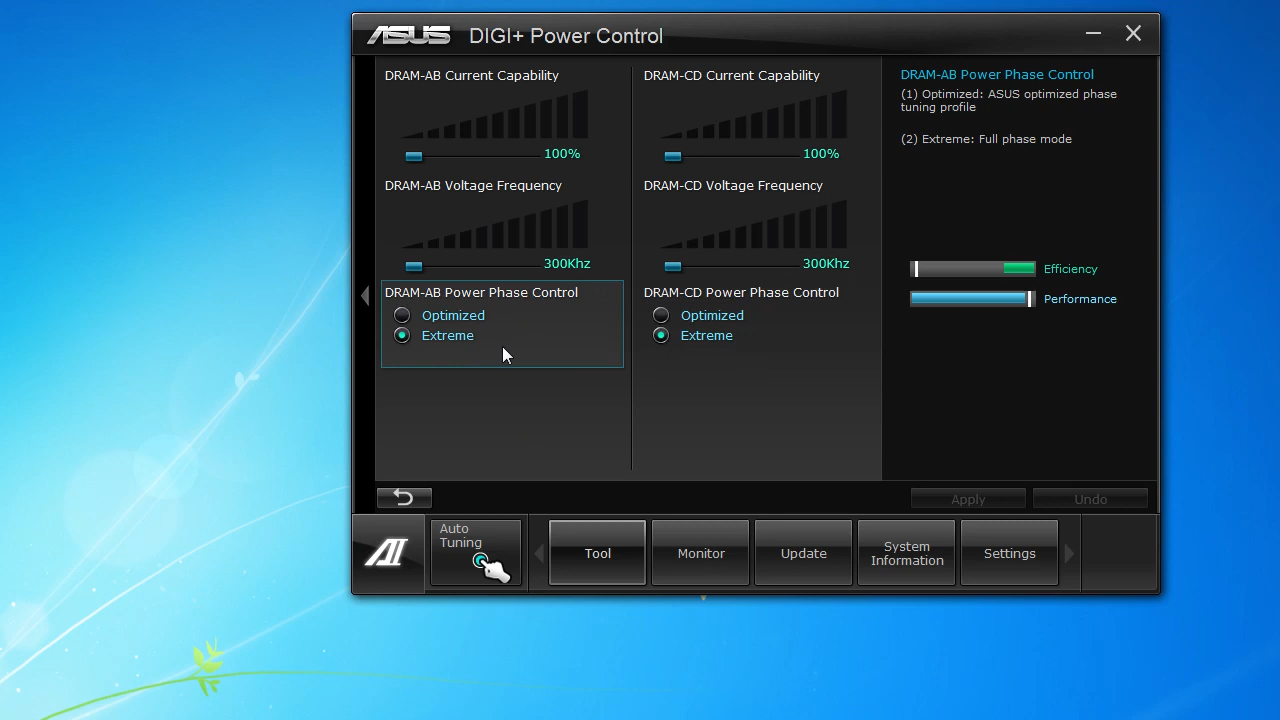 ASUS DIGI+ Power Control
DRAM-AB Current Capability
100%
DRAM-AB Voltage Frequency
300Khz
DRAM-AB Power Phase Control
Optimized
Extreme
DRAM-CD Current Capability
100%
DRAM-CD Voltage Frequency
300Khz
DRAM-CD Power Phase Control
Optimized
Extreme
DRAM-AB Power Phase Control
(1) Optimized: ASUS optimized phase
tuning profile
(2) Extreme: Full phase mode
Efficiency
Performance
Apply
Undo
Auto
Tuning
Tool
Monitor
Update
System
Information
Settings